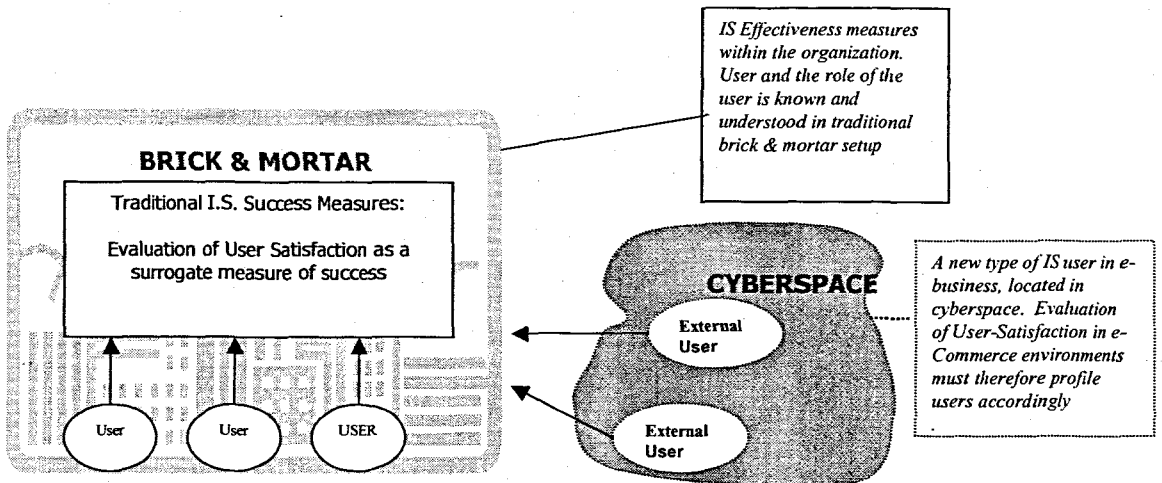 IS Effectiveness measures
within the organization.
User and the role of the
user is known and
understood in traditional
brick & mortar setup
BRICK & MORTAR
Traditional I.S. Success Measures:
Evaluation of User Satisfaction as a
surrogate measure of success
User
User
USER
CYBERSPACE
External
User
External
User
A new type of IS user in e-
business, located in
cyberspace. Evaluation
of User-Satisfaction in e-
Commerce environments
must therefore profile
users accordingly